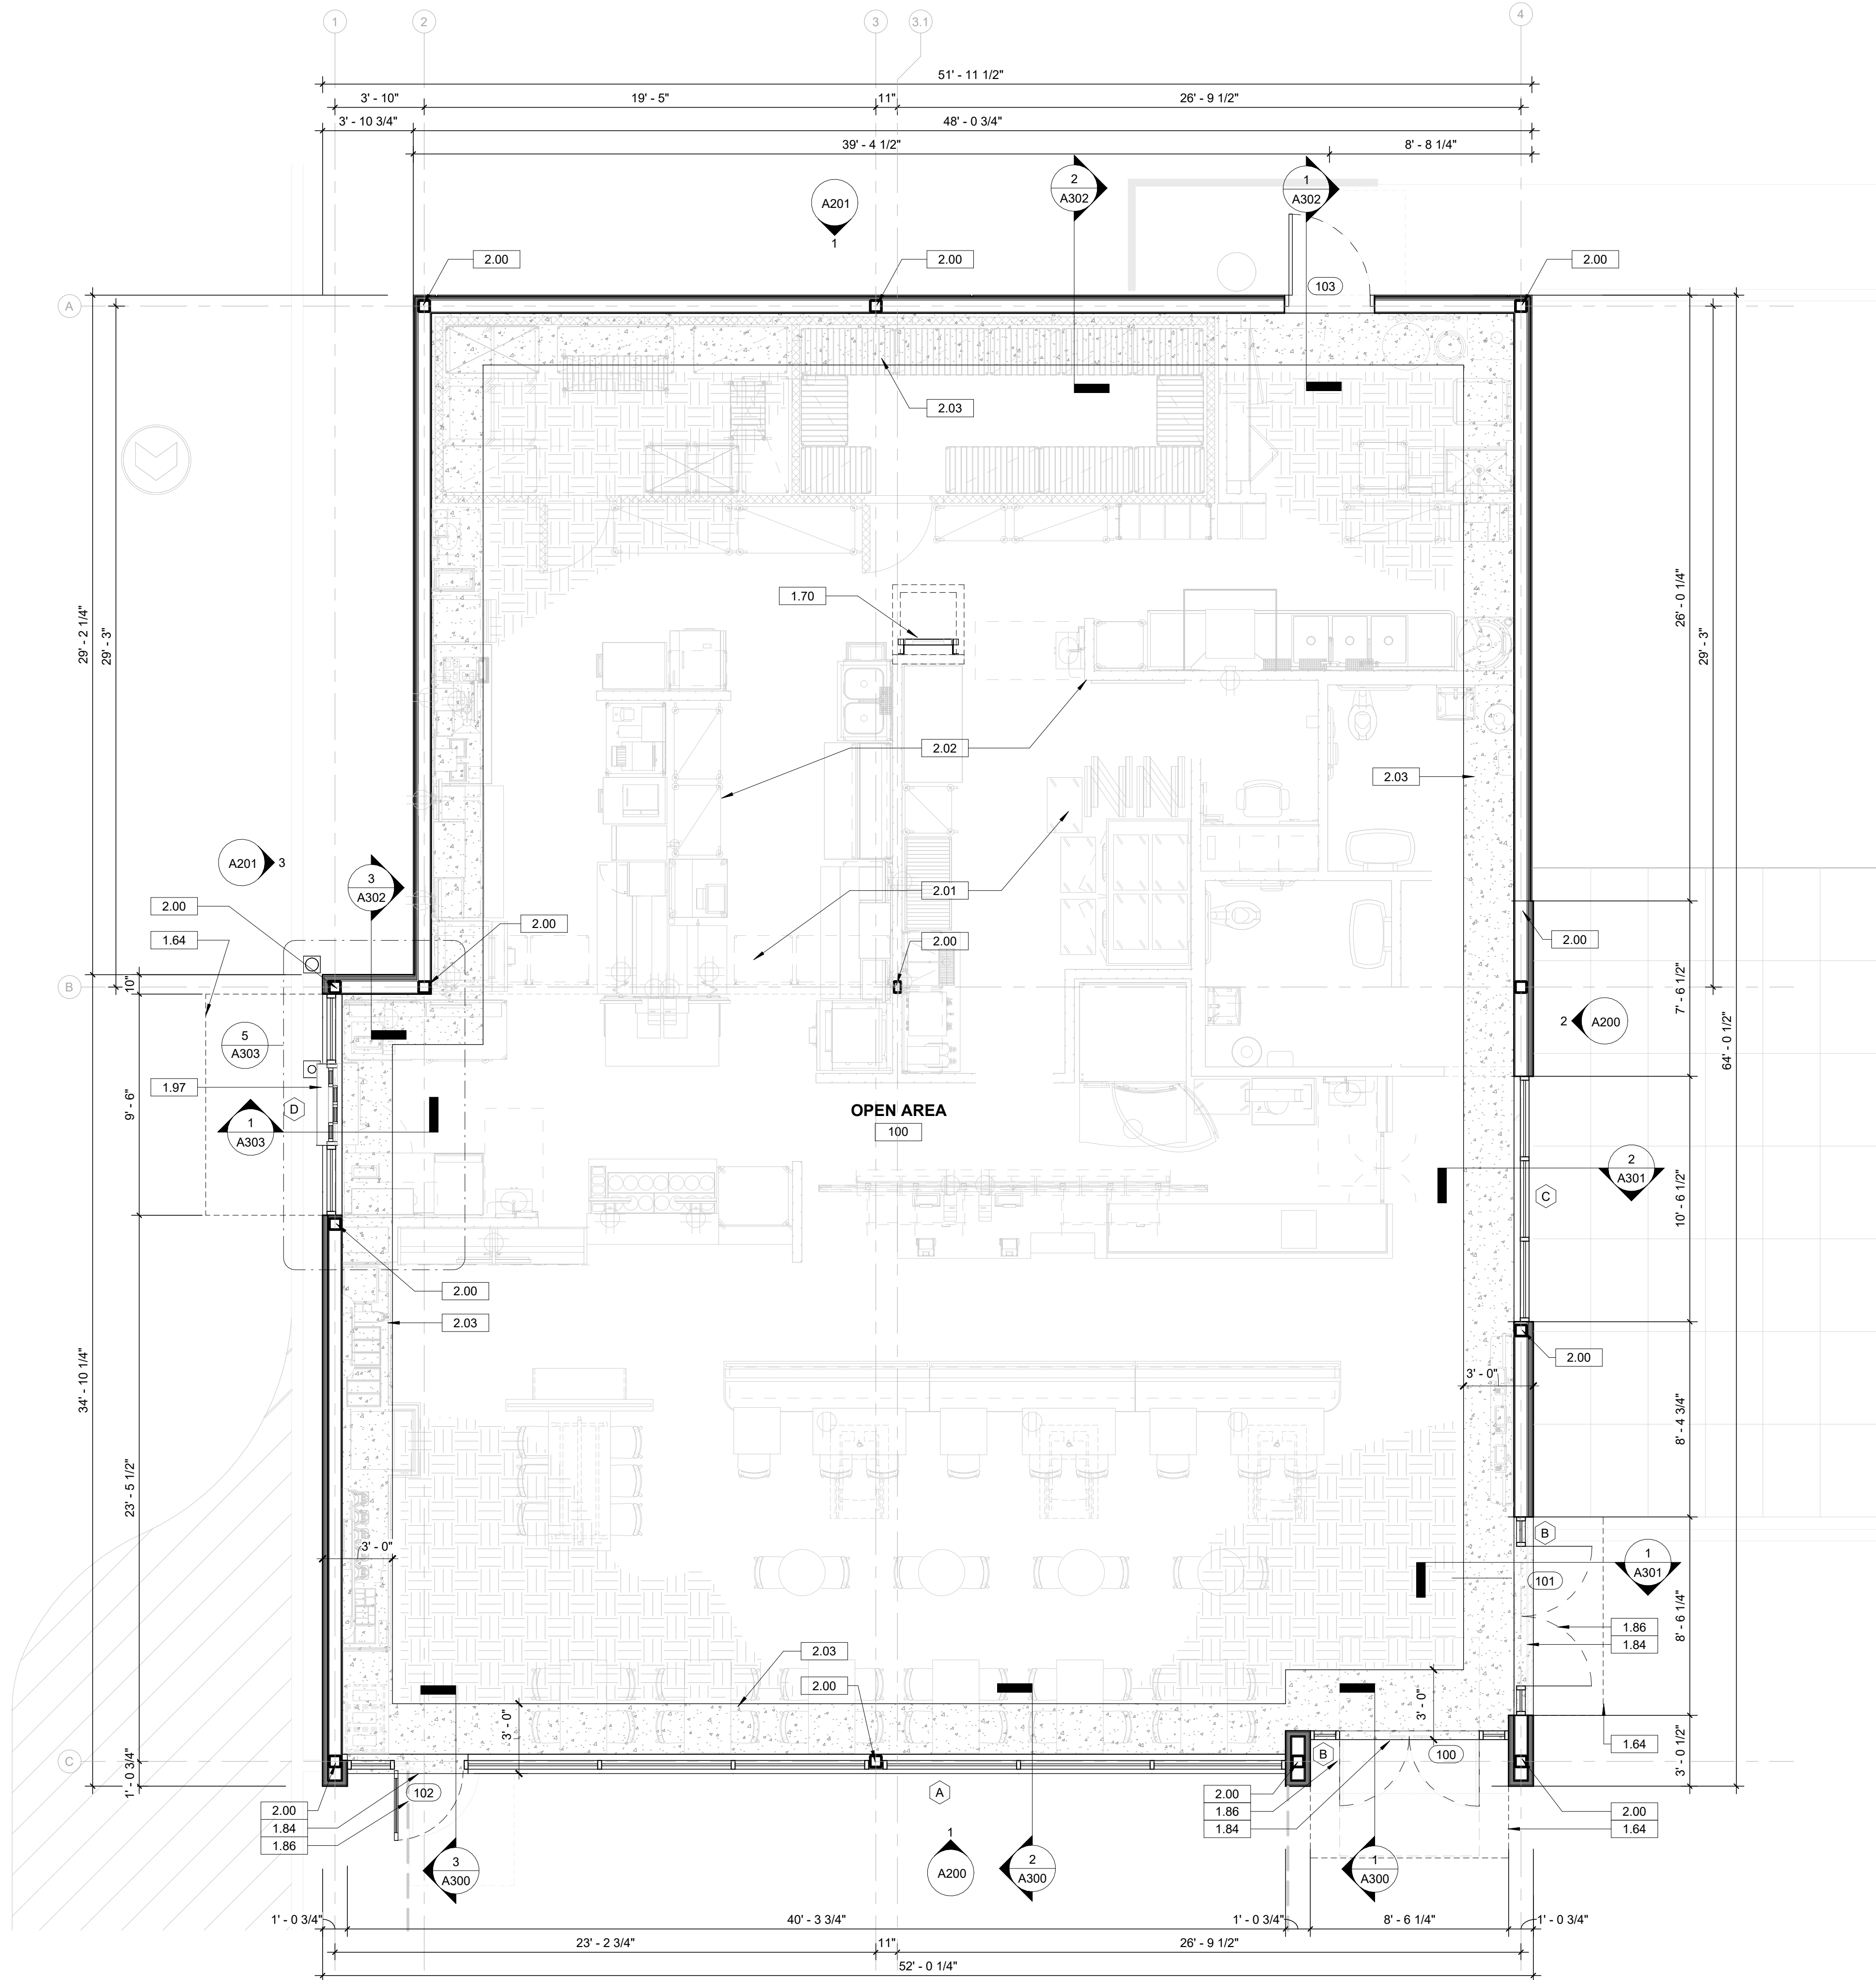 1
2
3
3.1
4
51' - 11 1/2"
3' - 10"
19' - 5"
11"
26' - 9 1/2"
3' - 10 3/4"
48' - 0 3/4"
39' - 4 1/2"
8' - 8 1/4"
2
A302
1
A302
A201
1
2.00
2.00
2.00
103
A
2.03
1.70
29' - 2 1/4"
29' - 3"
26' - 0 1/4"
29' - 3"
2.02
2.03
A201
3
3
A302
2.01
2.00
2.00
2.00
2.00
1.64
B
10"
7' - 6 1/2"
2
A200
5
A303
64' - 0 1/2"
1.97
D
9' - 6"
1
A303
OPEN AREA
100
2
A301
C
10' - 6 1/2"
2.00
2.03
2.00
3' - 0"
34' - 10 1/4"
8' - 4 3/4"
23' - 5 1/2"
B
3' - 0"
1
A301
101
1.86
1.84
8' - 6 1/4"
2.03
2.00
3' - 0"
3' - 0"
1.64
C
1' - 0 3/4"
B
100
3' - 0 1/2"
102
A
2.00
1.84
1.86
2.00
1.86
1.84
2.00
1.64
3
A300
1
A200
2
A300
1
A300
1' - 0 3/4"
40' - 3 3/4"
1' - 0 3/4"
8' - 6 1/4"
1' - 0 3/4"
23' - 2 3/4"
11"
26' - 9 1/2"
52' - 0 1/4"